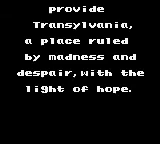 provide
Transylvania,
a place ruled
by madness and
despair, with the
light of hope.